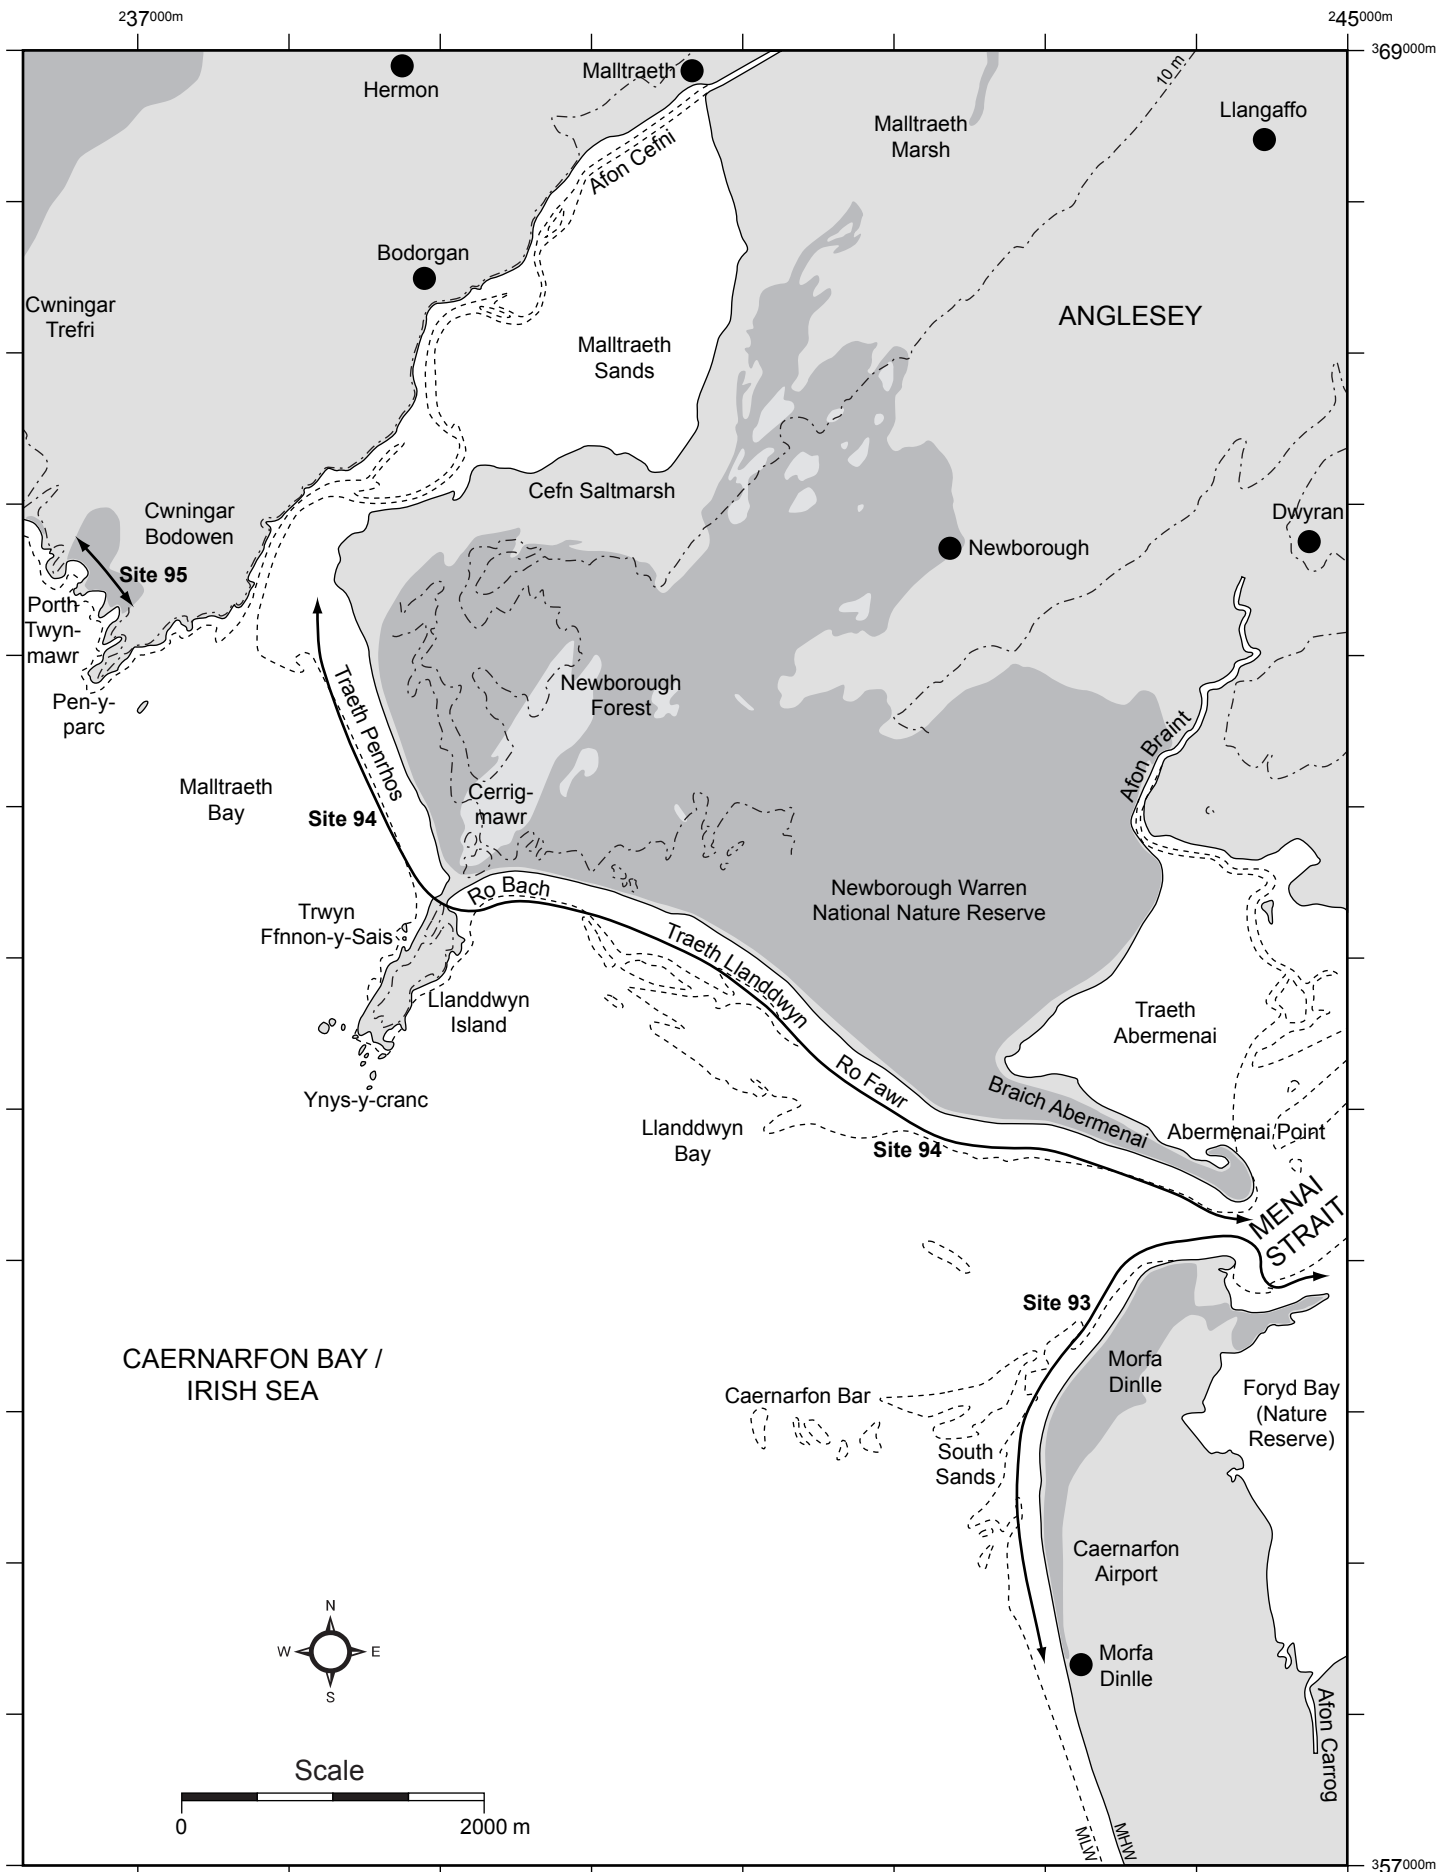 237000m
245000m
369000m
Hermon
Malltraeth
10 m
Llangaffo
Malltraeth
Marsh
Afon Cefni
Bodorgan
Cwningar
Trefri
ANGLESEY
Malltraeth
Sands
Cefn Saltmarsh
Cwningar
Bodowen
Dwyran
Newborough
Site 95
Porth
Twyn-
mawr
Pen-y-
parc
Traeth Penrhos
Newborough
Forest
Afon Braint
Malltraeth
Bay
Site 94
Cerrig-
mawr
Ro Bach
Newborough Warren
National Nature Reserve
Trwyn
Ffnnon-y-Sais
Traeth Llanddwyn
Llanddwyn
Island
Traeth
Abermenai
Ro Fawr
Ynys-y-cranc
Braich Abermenai
Llanddwyn
Bay
Abermenai Point
Site 94
MENAI
STRAIT
Site 93
CAERNARFON BAY /
IRISH SEA
Morfa
Dinlle
Caernarfon Bar
Foryd Bay
(Nature
Reserve)
South
Sands
Caernarfon
Airport
N
W
E
S
Morfa
Dinlle
Afon Carrog
Scale
0
2000 m
MLW
MHW
357000m